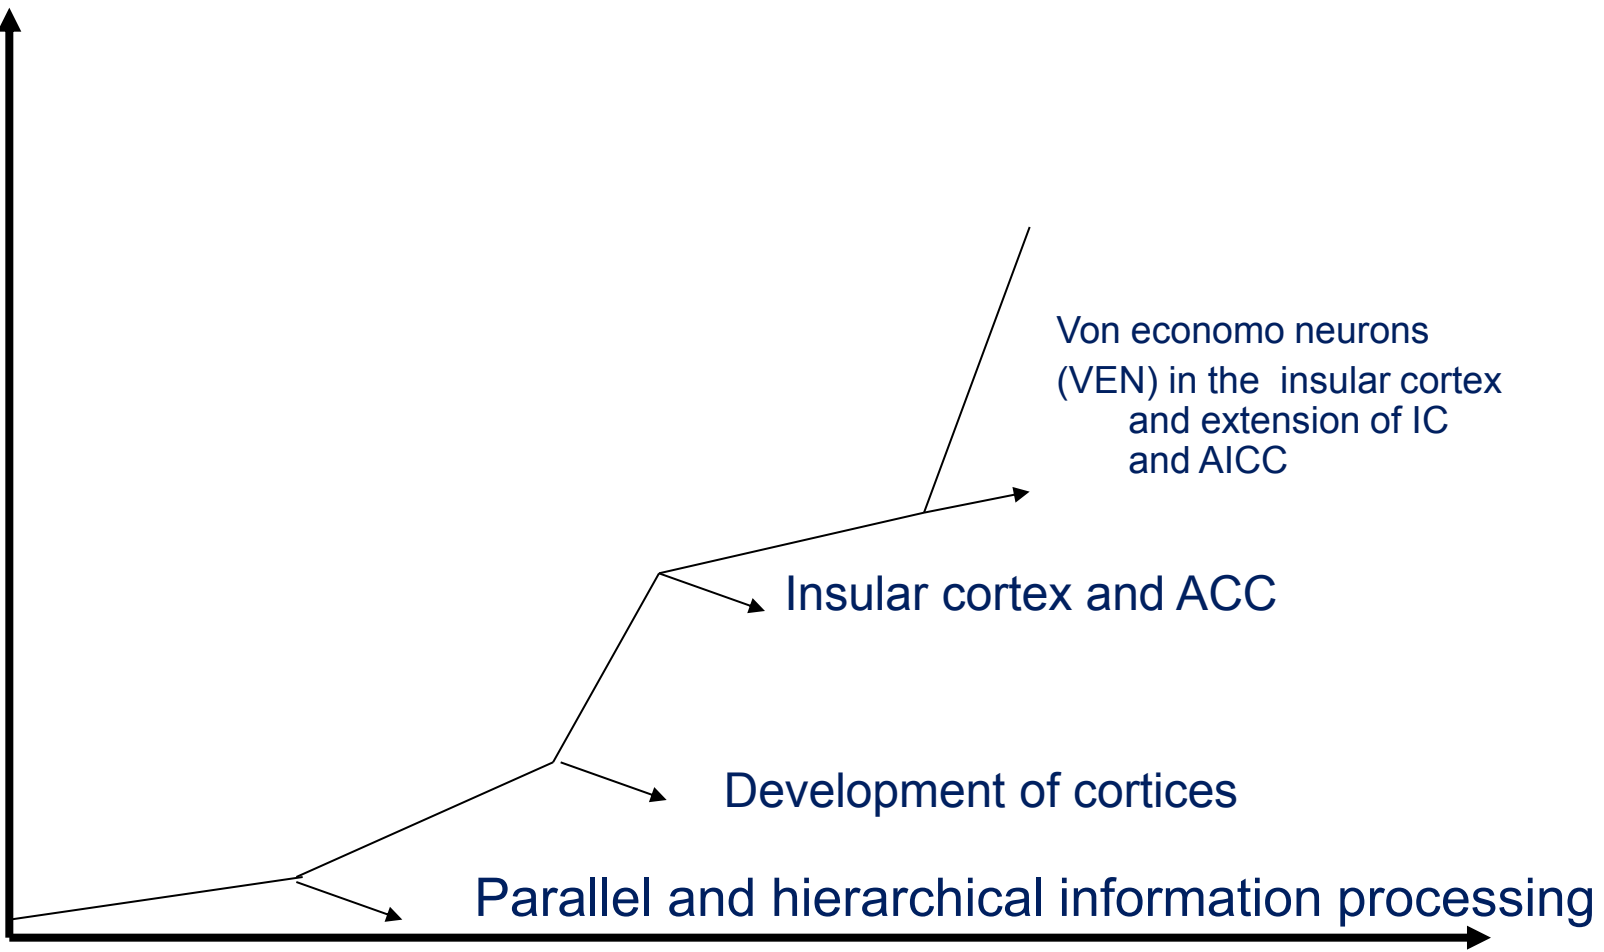 Von economo neurons
(VEN) in the insular cortex
and extension of IC
and AICC
Insular cortex and ACC
Development of cortices
Parallel and hierarchical information processing